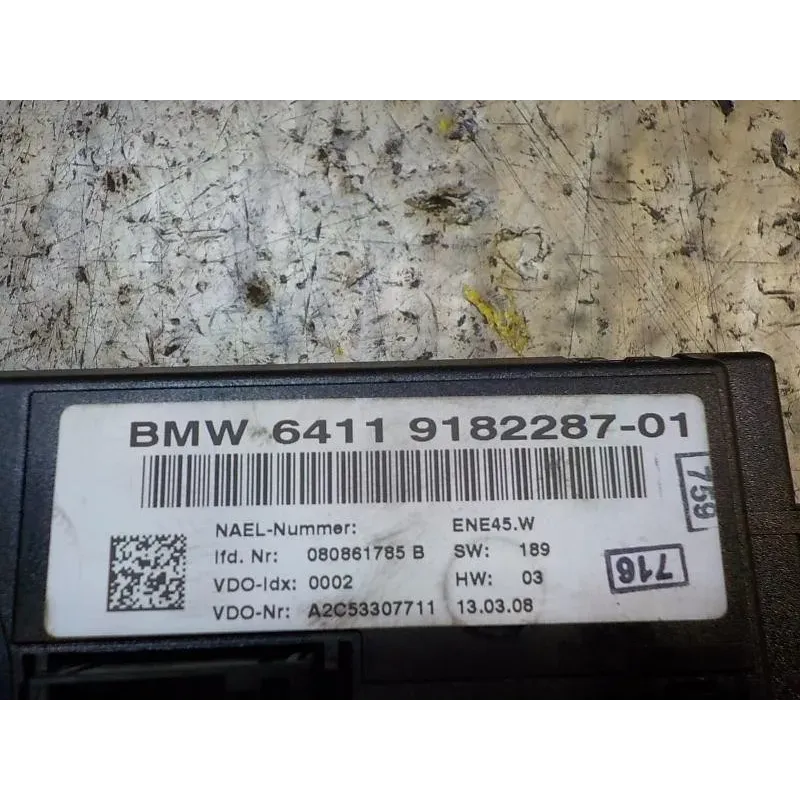 BMW 6411 9182287-01
NAEL-Nummer: ENE45.W
lfd. Nr: 080861785 B SW: 189
VDO-Idx: 0002 HW: 03
VDO-Nr: A2C53307711 13.03.08
759
716